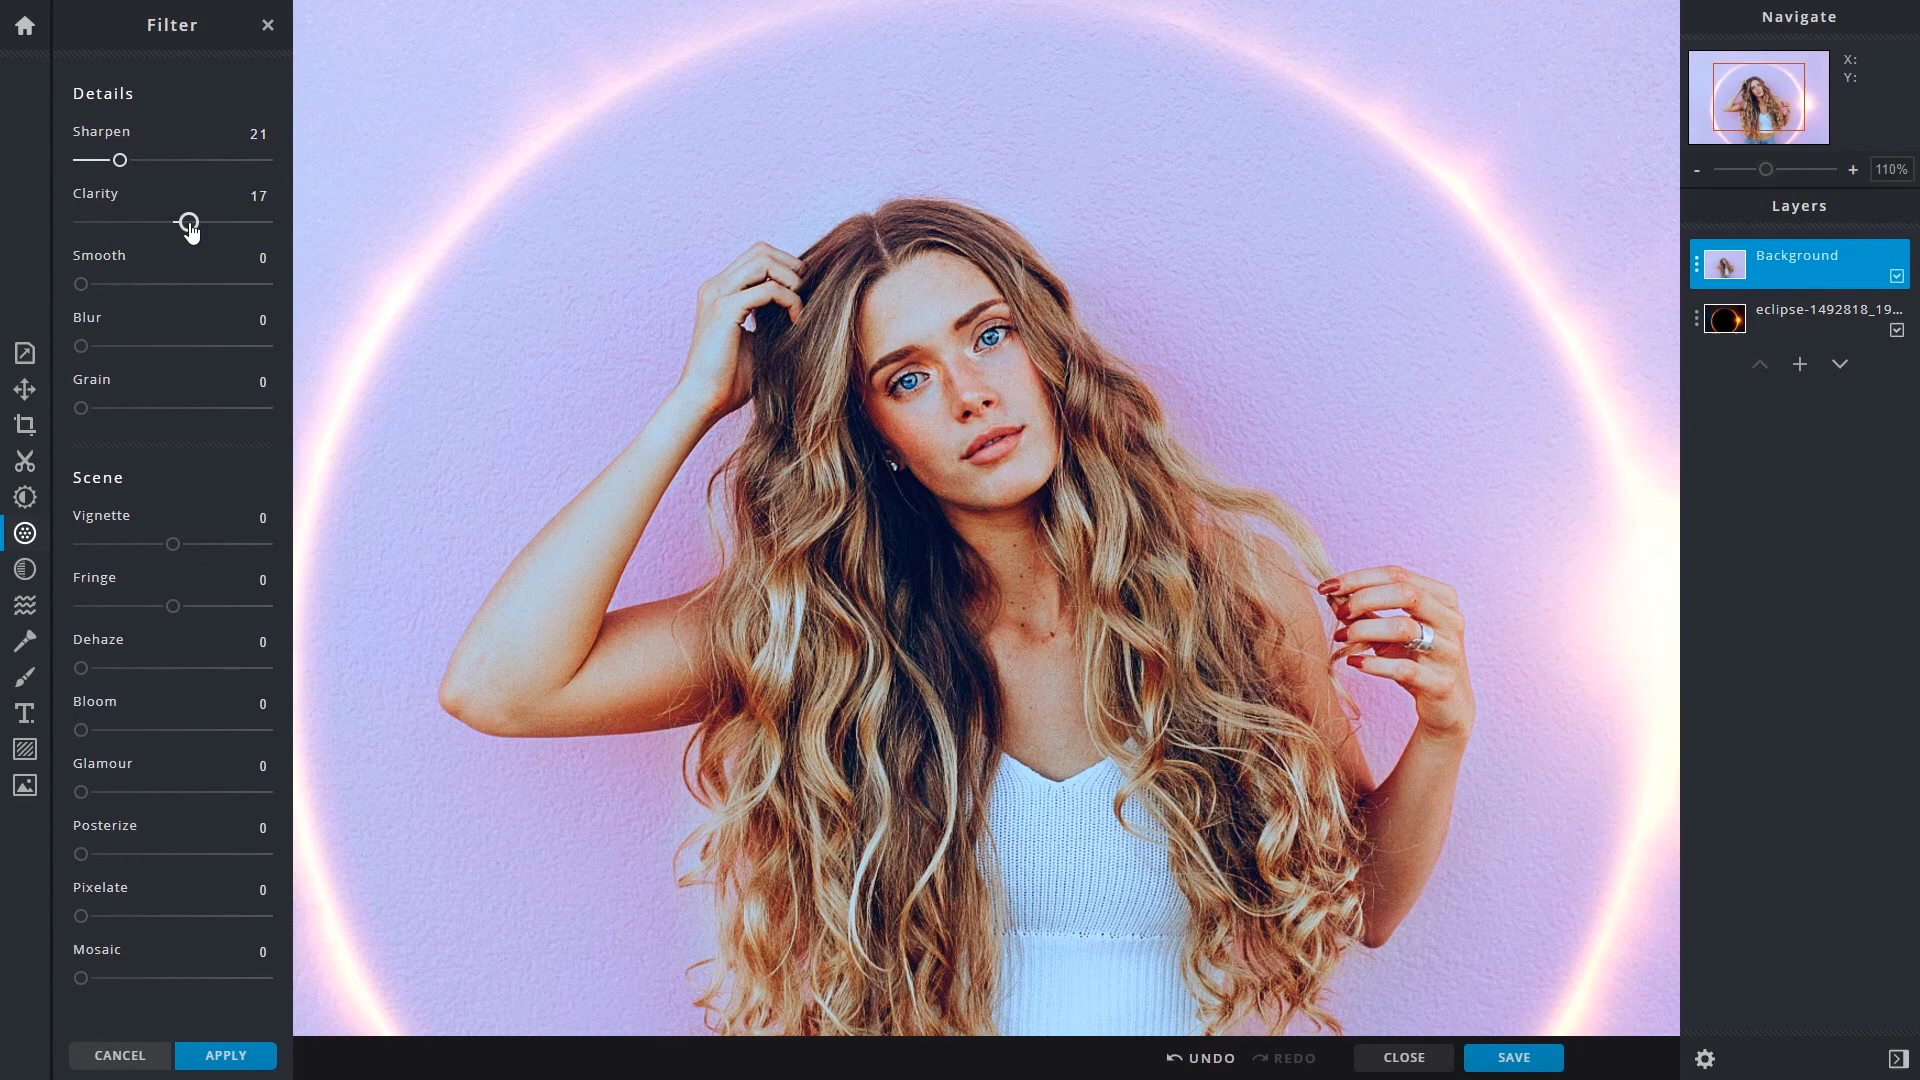 Filter
Details
Sharpen 21
Clarity 17
Smooth 0
Blur 0
Grain 0
Scene
Vignette 0
Fringe 0
Dehaze 0
Bloom 0
Glamour 0
Posterize 0
Pixelate 0
Mosaic 0
CANCEL APPLY
UNDO REDO CLOSE SAVE
Navigate
X:
Y:
- + 110%
Layers
Background
eclipse-1492818_19...